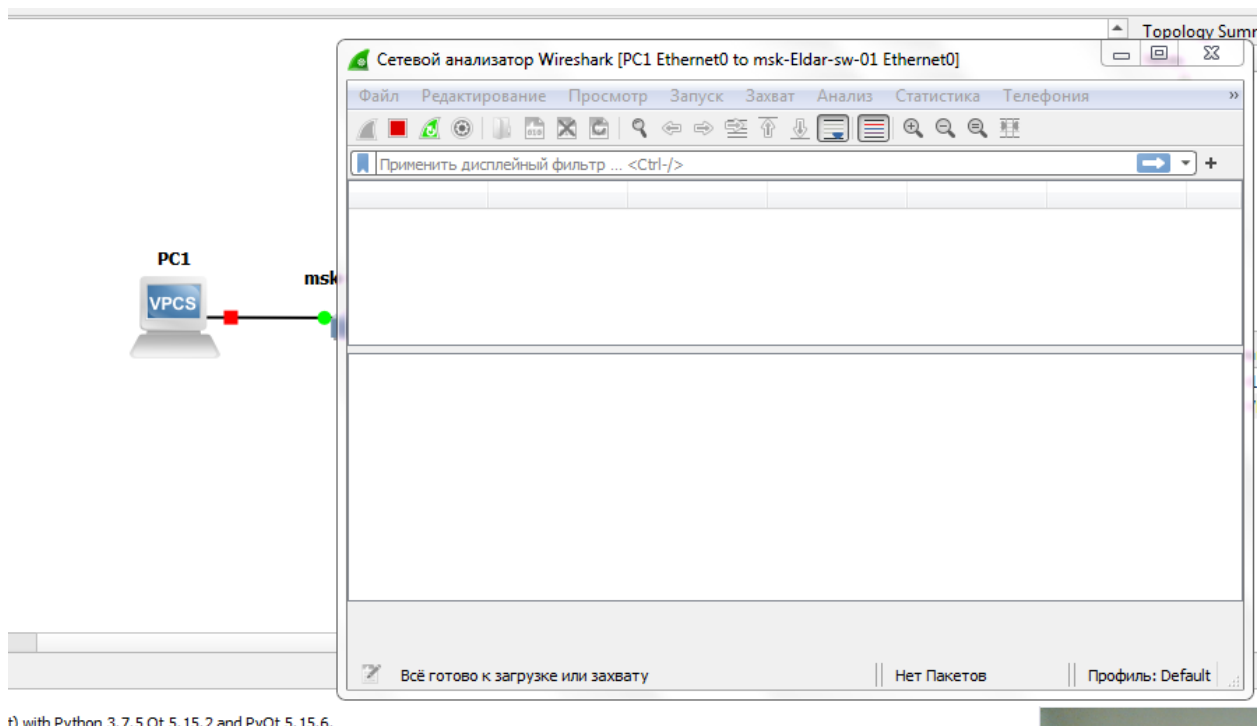 Topology Summ
Сетевой анализатор Wireshark [PC1 Ethernet0 to msk-Eldar-sw-01 Ethernet0]
Файл Редактирование Просмотр Запуск Захват Анализ Статистика Телефония »
Применить дисплейный фильтр ... <Ctrl-/> +
PC1
msk
VPCS
Всё готово к загрузке или захвату Нет Пакетов Профиль: Default
t) with Python 3.7.5 Qt 5.15.2 and PyQt 5.15.6.